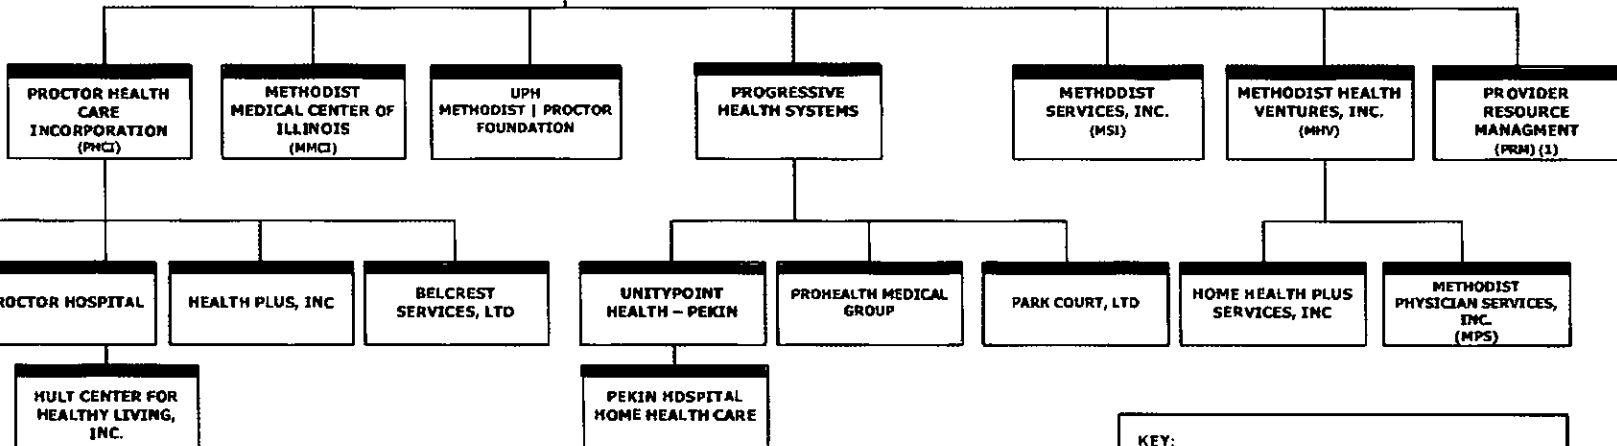 PROCTOR HEALTH
CARE
INCORPORATION
(PHCI)
METHODIST
MEDICAL CENTER OF
ILLINOIS
(MMCI)
UPH
METHODIST | PROCTOR
FOUNDATION
PROGRESSIVE
HEALTH SYSTEMS
METHODIST
SERVICES, INC.
(MSI)
METHODIST HEALTH
VENTURES, INC.
(MHV)
PROVIDER
RESOURCE
MANAGMENT
(PRM) (1)
ROCTOR HOSPITAL
HEALTH PLUS, INC
BELCREST
SERVICES, LTD
UNITYPOINT
HEALTH – PEKIN
PROHEALTH MEDICAL
GROUP
PARK COURT, LTD
HOME HEALTH PLUS
SERVICES, INC
METHODIST
PHYSICIAN SERVICES,
INC.
(MPS)
HULT CENTER FOR
HEALTHY LIVING,
INC.
PEKIN HOSPITAL
HOME HEALTH CARE
KEY: